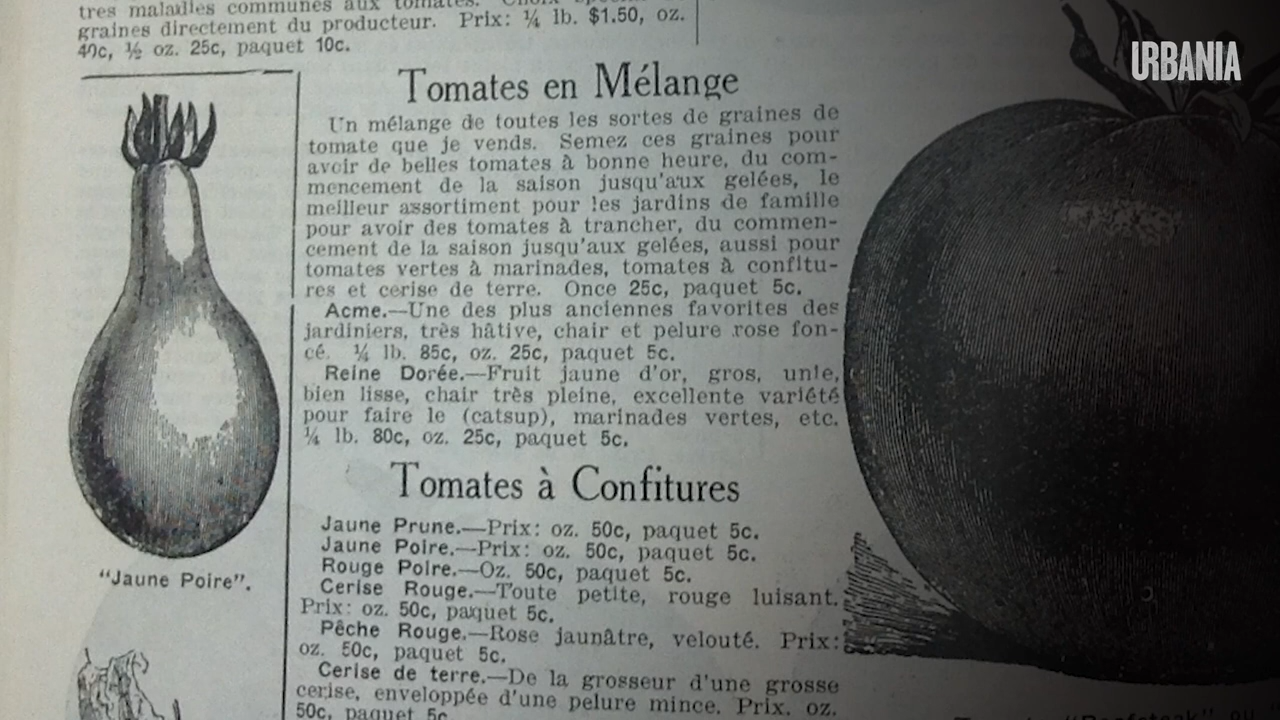 tres maladies communes aux tomates. Choix
graines directement du producteur. Prix: ¼ lb. $1.50, oz.
40c, ½ oz. 25c, paquet 10c.
URBANIA
Tomates en Mélange
Un mélange de toutes les sortes de graines de
tomate que je vends. Semez ces graines pour
avoir de belles tomates à bonne heure, du com-
mencement de la saison jusqu'aux gelées, le
meilleur assortiment pour les jardins de famille
pour avoir des tomates à trancher, du commen-
cement de la saison jusqu'aux gelées, aussi pour
tomates vertes à marinades, tomates à confitu-
res et cerise de terre. Once 25c, paquet 5c.
Acme.—Une des plus anciennes favorites des
jardiniers, très hâtive, chair et pelure rose fon-
cé. ¼ lb. 85c, oz. 25c, paquet 5c.
Reine Dorée.—Fruit jaune d'or, gros, unie,
bien lisse, chair très pleine, excellente variété
pour faire le (catsup), marinades vertes, etc.
¼ lb. 80c, oz. 25c, paquet 5c.
Tomates à Confitures
Jaune Prune.—Prix: oz. 50c, paquet 5c.
Jaune Poire.—Prix: oz. 50c, paquet 5c.
Rouge Poire.—Oz. 50c, paquet 5c.
Cerise Rouge.—Toute petite, rouge luisant.
Prix: oz. 50c, paquet 5c.
Pêche Rouge.—Rose jaunâtre, velouté. Prix:
oz. 50c, paquet 5c.
Cerise de terre.—De la grosseur d'une grosse
cerise, enveloppée d'une pelure mince. Prix. oz.
50c, paquet 5c
"Jaune Poire".